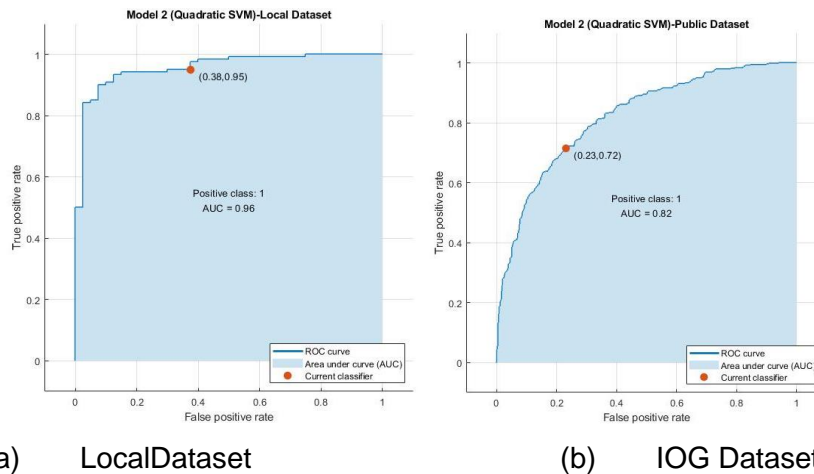 Model 2 (Quadratic SVM)-Local Dataset
1
0.8
0.6
0.4
0.2
0
True positive rate
(0.38,0.95)
Positive class: 1
AUC = 0.96
ROC curve
Area under curve (AUC)
Current classifier
0 0.2 0.4 0.6 0.8 1
False positive rate
Model 2 (Quadratic SVM)-Public Dataset
1
0.8
0.6
0.4
0.2
0
True positive rate
(0.23,0.72)
Positive class: 1
AUC = 0.82
ROC curve
Area under curve (AUC)
Current classifier
0 0.2 0.4 0.6 0.8 1
False positive rate
a) LocalDataset
(b) IOG Dataset